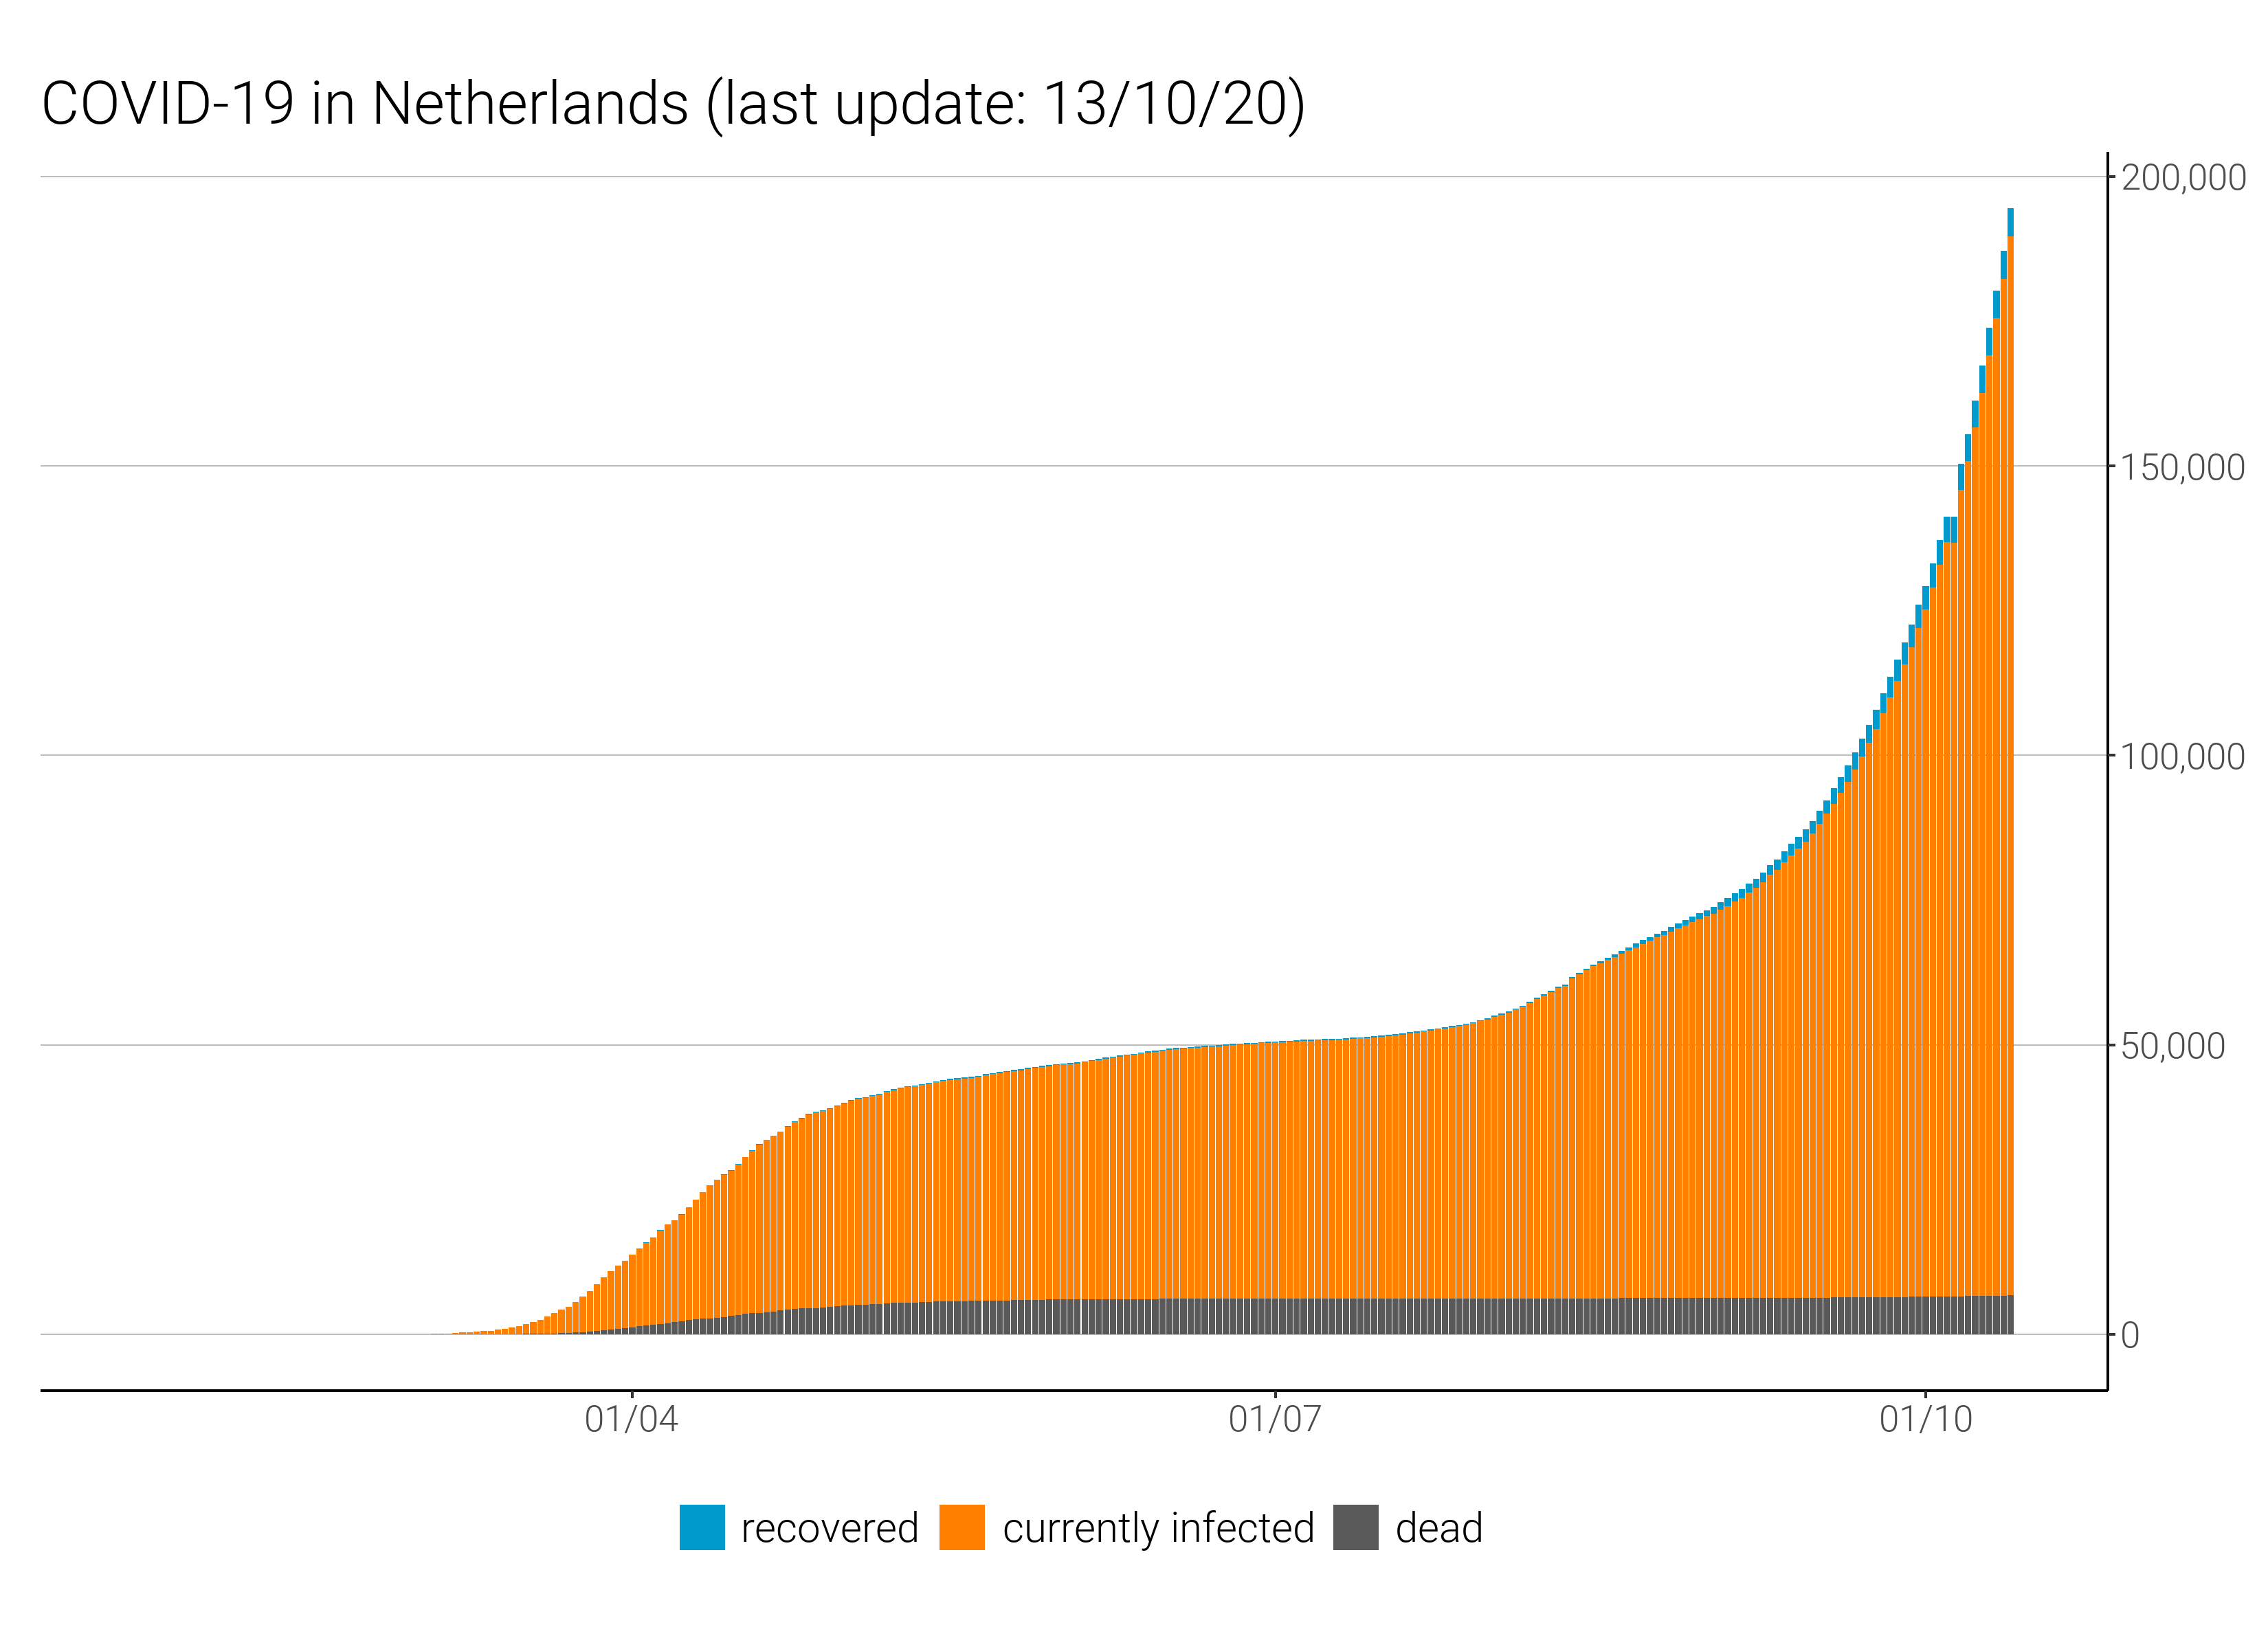 COVID-19 in Netherlands (last update: 13/10/20)
200,000
150,000
100,000
50,000
0
01/04 01/07 01/10
recovered currently infected dead